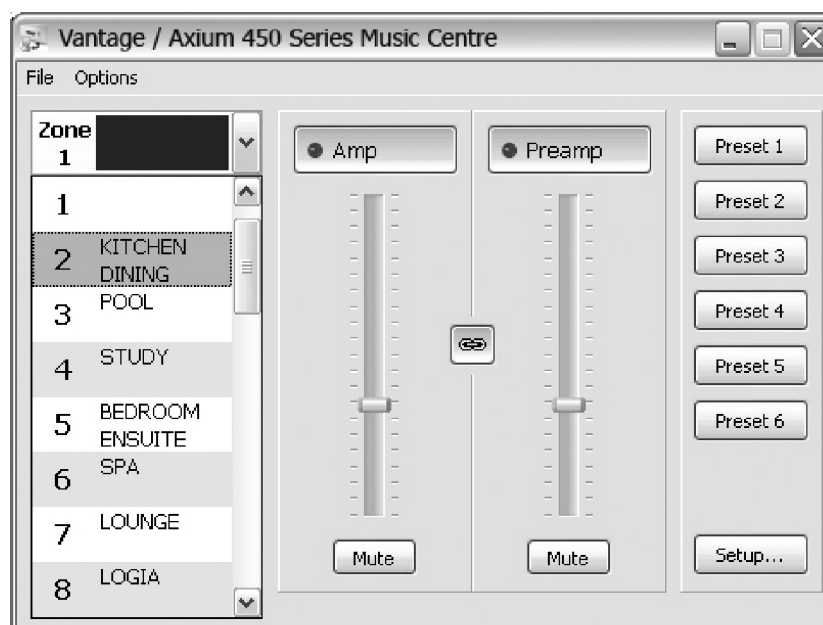 Vantage / Axium 450 Series Music Centre
File Options
Zone
1
1
2 KITCHEN
DINING
3 POOL
4 STUDY
5 BEDROOM
ENSUITE
6 SPA
7 LOUNGE
8 LOGIA
Amp
Preamp
Mute
Mute
Preset 1
Preset 2
Preset 3
Preset 4
Preset 5
Preset 6
Setup...